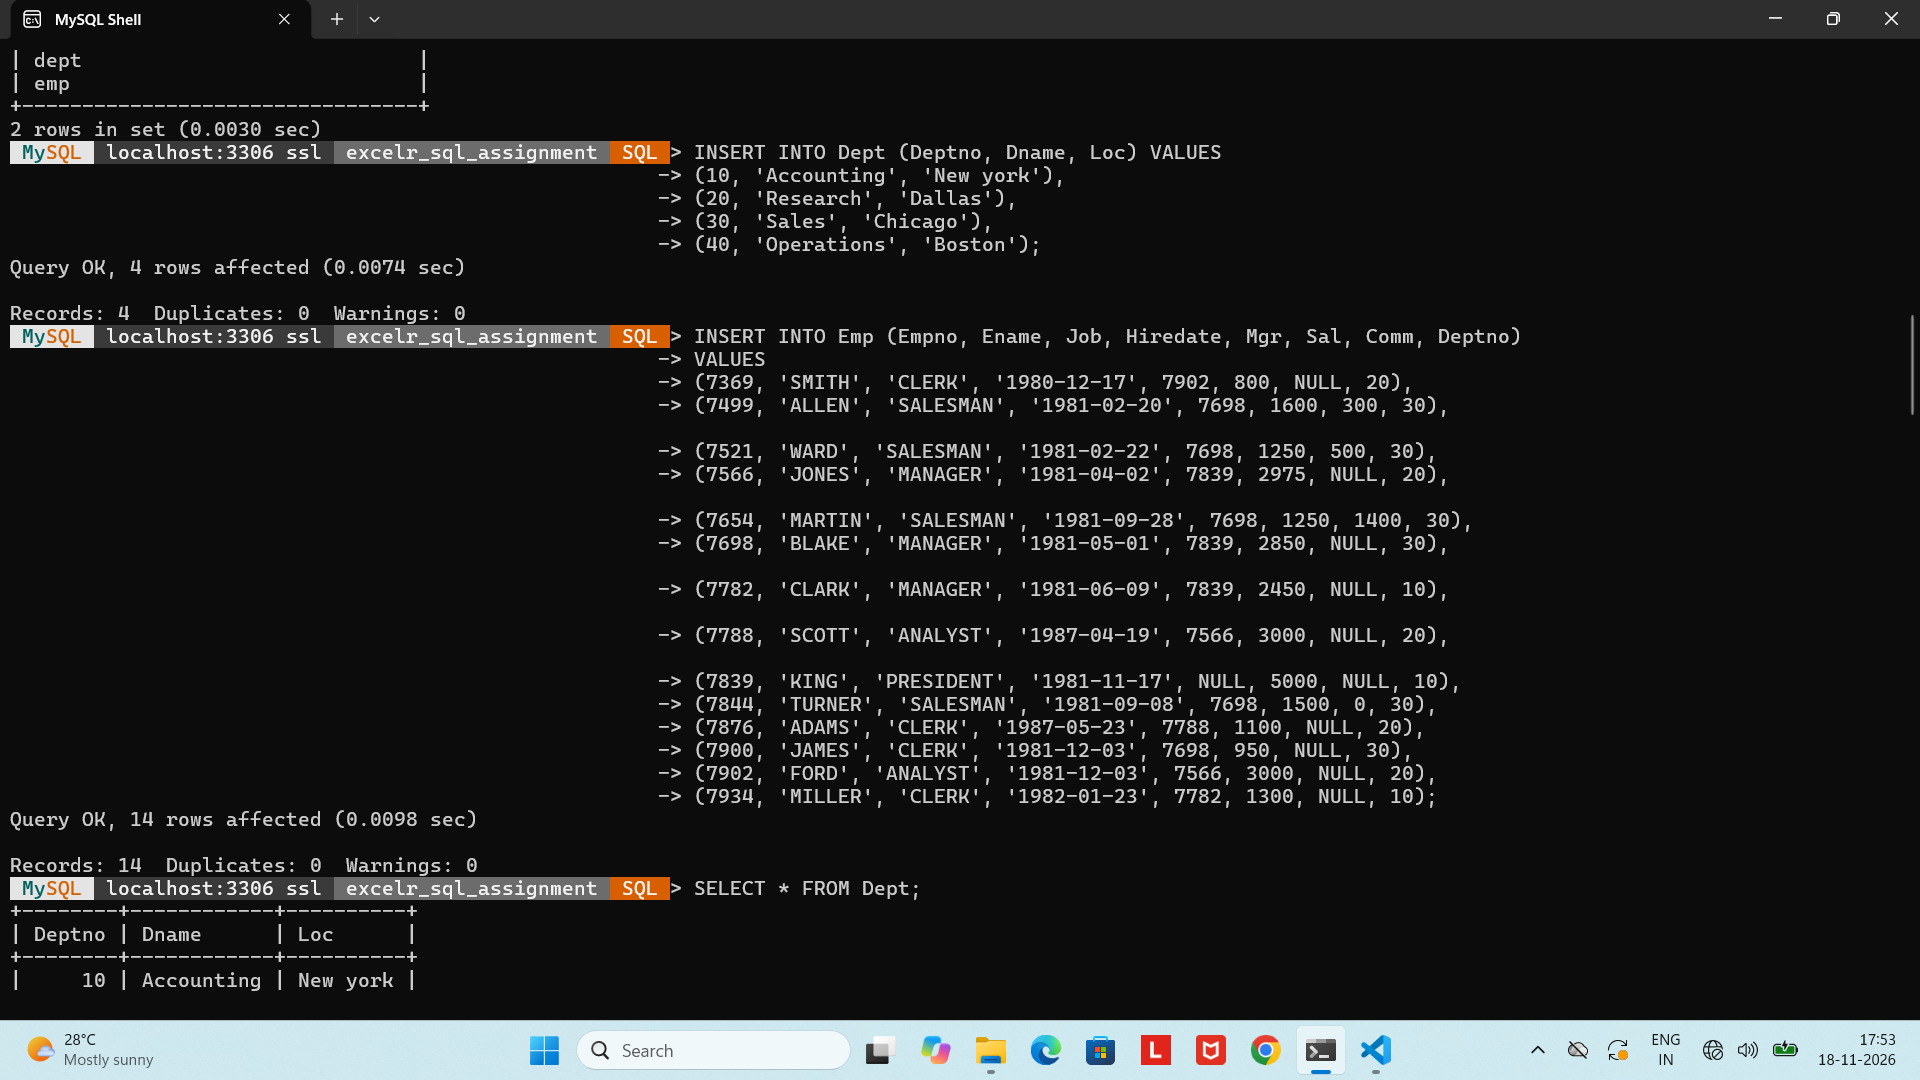 MySQL Shell
| dept                            |
| emp                             |
+---------------------------------+
2 rows in set (0.0030 sec)
MySQL localhost:3306 ssl excelr_sql_assignment SQL > INSERT INTO Dept (Deptno, Dname, Loc) VALUES
-> (10, 'Accounting', 'New york'),
-> (20, 'Research', 'Dallas'),
-> (30, 'Sales', 'Chicago'),
-> (40, 'Operations', 'Boston');
Query OK, 4 rows affected (0.0074 sec)
Records: 4  Duplicates: 0  Warnings: 0
MySQL localhost:3306 ssl excelr_sql_assignment SQL > INSERT INTO Emp (Empno, Ename, Job, Hiredate, Mgr, Sal, Comm, Deptno)
-> VALUES
-> (7369, 'SMITH', 'CLERK', '1980-12-17', 7902, 800, NULL, 20),
-> (7499, 'ALLEN', 'SALESMAN', '1981-02-20', 7698, 1600, 300, 30),
-> (7521, 'WARD', 'SALESMAN', '1981-02-22', 7698, 1250, 500, 30),
-> (7566, 'JONES', 'MANAGER', '1981-04-02', 7839, 2975, NULL, 20),
-> (7654, 'MARTIN', 'SALESMAN', '1981-09-28', 7698, 1250, 1400, 30),
-> (7698, 'BLAKE', 'MANAGER', '1981-05-01', 7839, 2850, NULL, 30),
-> (7782, 'CLARK', 'MANAGER', '1981-06-09', 7839, 2450, NULL, 10),
-> (7788, 'SCOTT', 'ANALYST', '1987-04-19', 7566, 3000, NULL, 20),
-> (7839, 'KING', 'PRESIDENT', '1981-11-17', NULL, 5000, NULL, 10),
-> (7844, 'TURNER', 'SALESMAN', '1981-09-08', 7698, 1500, 0, 30),
-> (7876, 'ADAMS', 'CLERK', '1987-05-23', 7788, 1100, NULL, 20),
-> (7900, 'JAMES', 'CLERK', '1981-12-03', 7698, 950, NULL, 30),
-> (7902, 'FORD', 'ANALYST', '1981-12-03', 7566, 3000, NULL, 20),
-> (7934, 'MILLER', 'CLERK', '1982-01-23', 7782, 1300, NULL, 10);
Query OK, 14 rows affected (0.0098 sec)
Records: 14  Duplicates: 0  Warnings: 0
MySQL localhost:3306 ssl excelr_sql_assignment SQL > SELECT * FROM Dept;
+--------+------------+----------+
| Deptno | Dname      | Loc      |
+--------+------------+----------+
|     10 | Accounting | New york |
28°C
Mostly sunny
Search
L
ENG
IN
17:53
18-11-2026